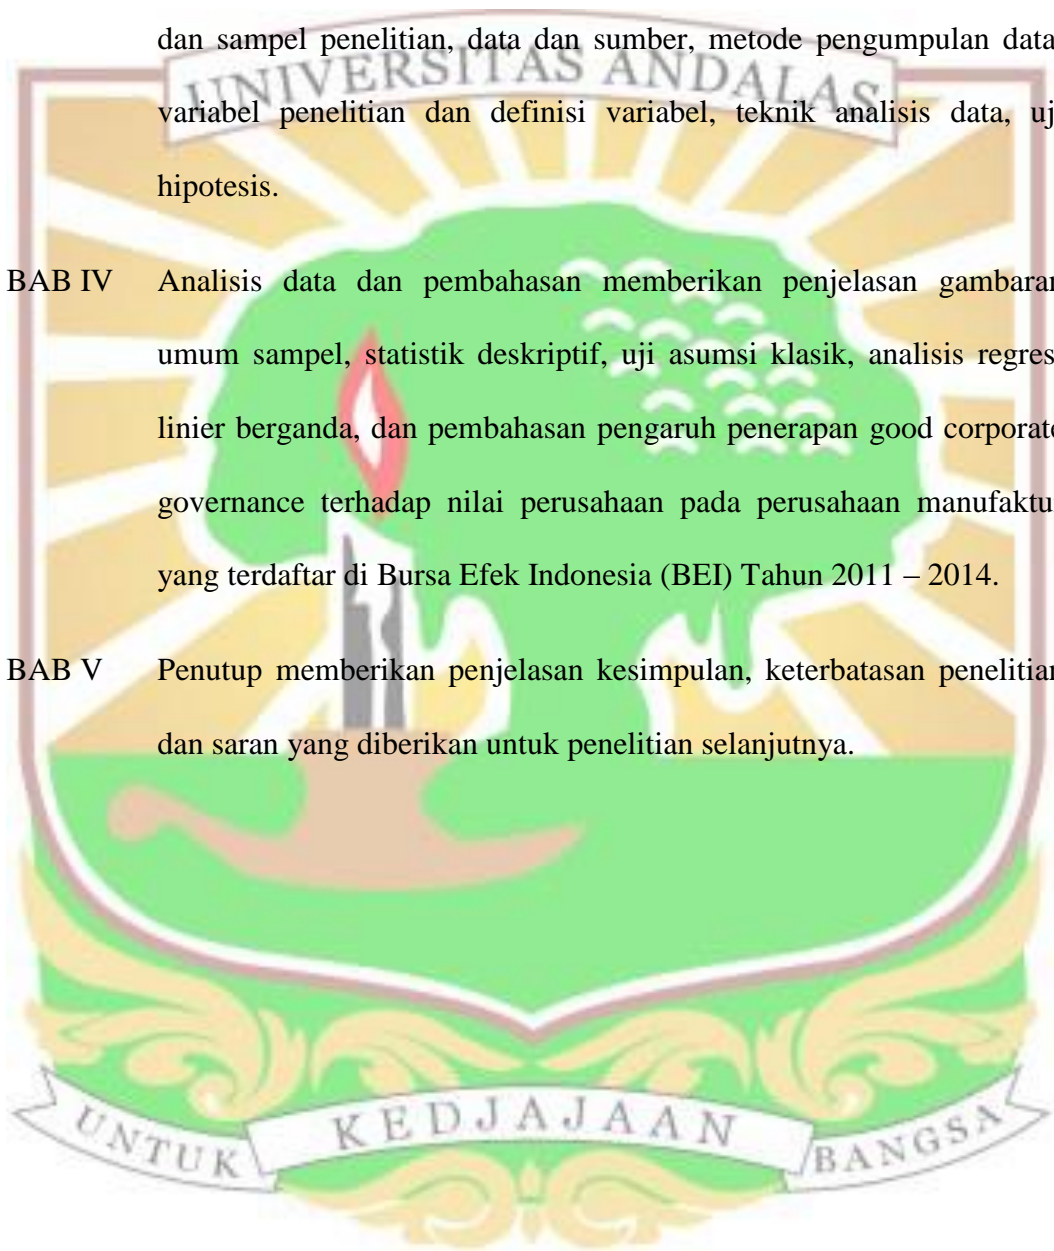 dan sampel penelitian, data dan sumber, metode pengumpulan data
UNIVERSITAS ANDALAS
variabel penelitian dan definisi variabel, teknik analisis data, uj
hipotesis.
BAB IV Analisis data dan pembahasan memberikan penjelasan gambaran
umum sampel, statistik deskriptif, uji asumsi klasik, analisis regres
linier berganda, dan pembahasan pengaruh penerapan good corporate
governance terhadap nilai perusahaan pada perusahaan manufaktu
yang terdaftar di Bursa Efek Indonesia (BEI) Tahun 2011 – 2014.
BAB V Penutup memberikan penjelasan kesimpulan, keterbatasan penelitian
dan saran yang diberikan untuk penelitian selanjutnya.
UNTUK KEDJAJAAN BANGSA